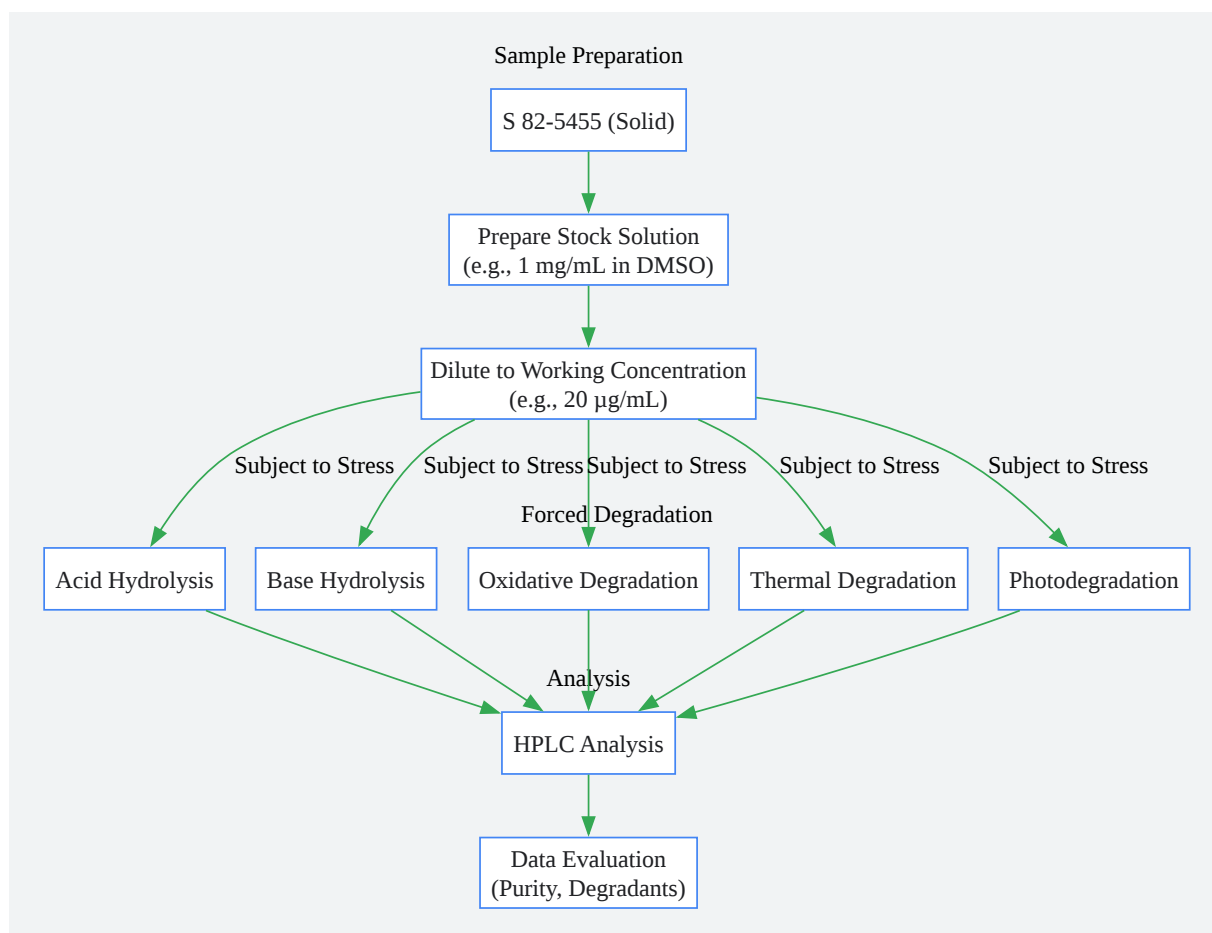 Sample Preparation
S 82-5455 (Solid)
Prepare Stock Solution
(e.g., 1 mg/mL in DMSO)
Dilute to Working Concentration
(e.g., 20 µg/mL)
Subject to Stress
Subject to Stress
Subject to Stress
Subject to Stress
Subject to Stress
Forced Degradation
Acid Hydrolysis
Base Hydrolysis
Oxidative Degradation
Thermal Degradation
Photodegradation
Analysis
HPLC Analysis
Data Evaluation
(Purity, Degradants)